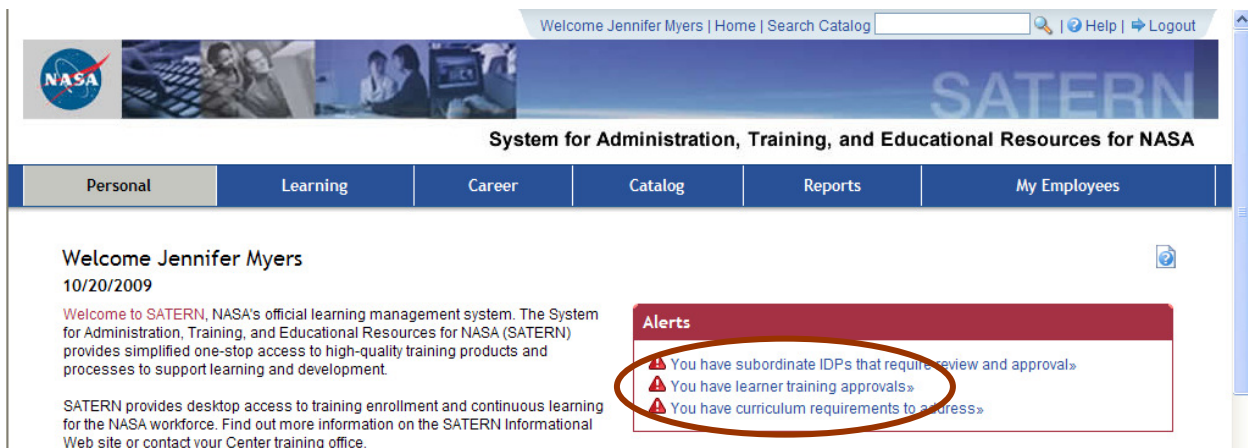 Welcome Jennifer Myers | Home | Search Catalog | Help | Logout
NASA
SATERN
System for Administration, Training, and Educational Resources for NASA
Personal Learning Career Catalog Reports My Employees
Welcome Jennifer Myers
10/20/2009
Welcome to SATERN, NASA's official learning management system. The System
for Administration, Training, and Educational Resources for NASA (SATERN)
provides simplified one-stop access to high-quality training products and
processes to support learning and development.
SATERN provides desktop access to training enrollment and continuous learning
for the NASA workforce. Find out more information on the SATERN Informational
Web site or contact your Center training office.
Alerts
You have subordinate IDPs that require review and approval»
You have learner training approvals»
You have curriculum requirements to address»